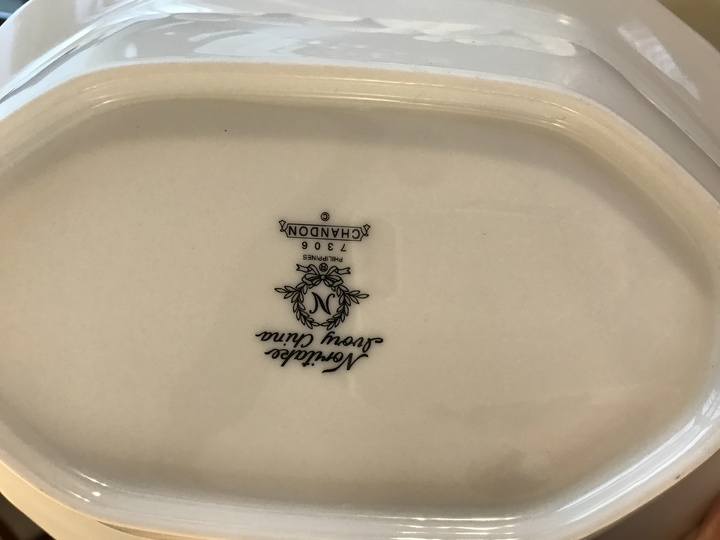 Noritake
Ivory China
N
®
PHILIPPINES
7306
CHANDON
©